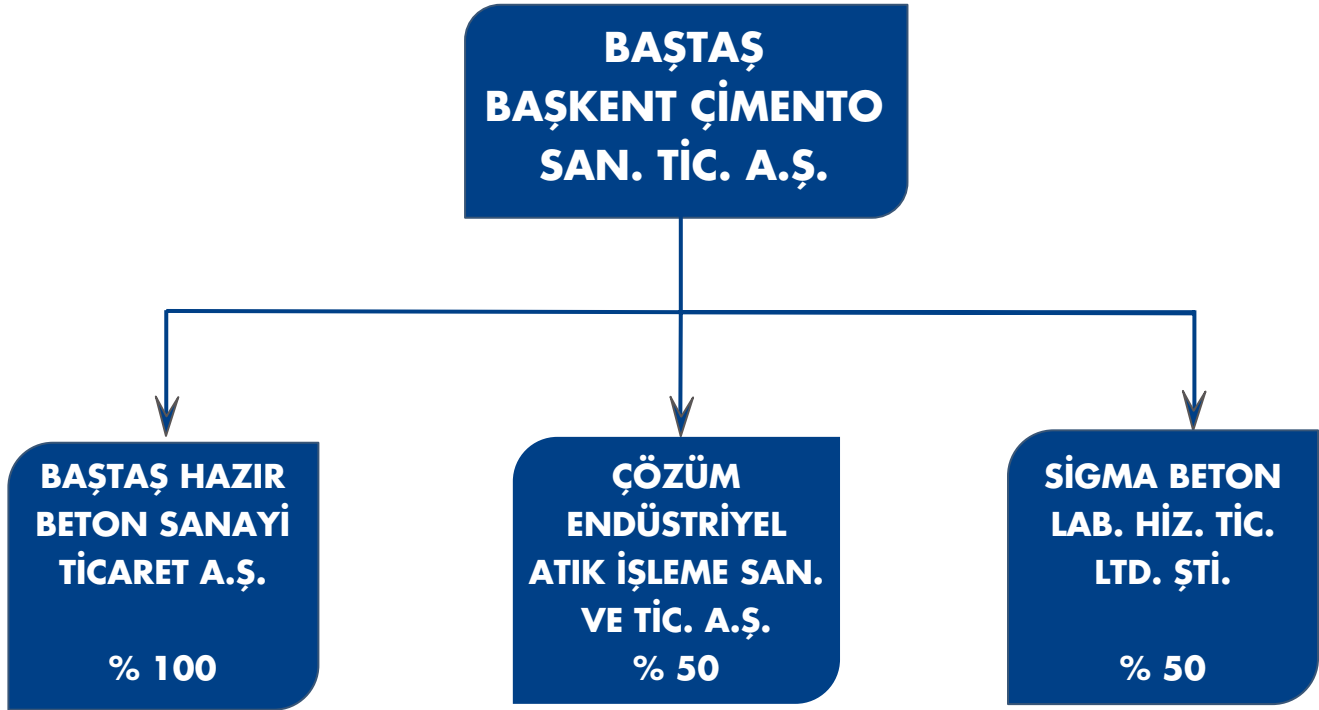 BAŞTAŞ
BAŞKENT ÇİMENTO
SAN. TİC. A.Ş.
BAŞTAŞ HAZIR
BETON SANAYİ
TİCARET A.Ş.
% 100
ÇÖZÜM
ENDÜSTRİYEL
ATIK İŞLEME SAN.
VE TİC. A.Ş.
% 50
SİGMA BETON
LAB. HİZ. TİC.
LTD. ŞTİ.
% 50